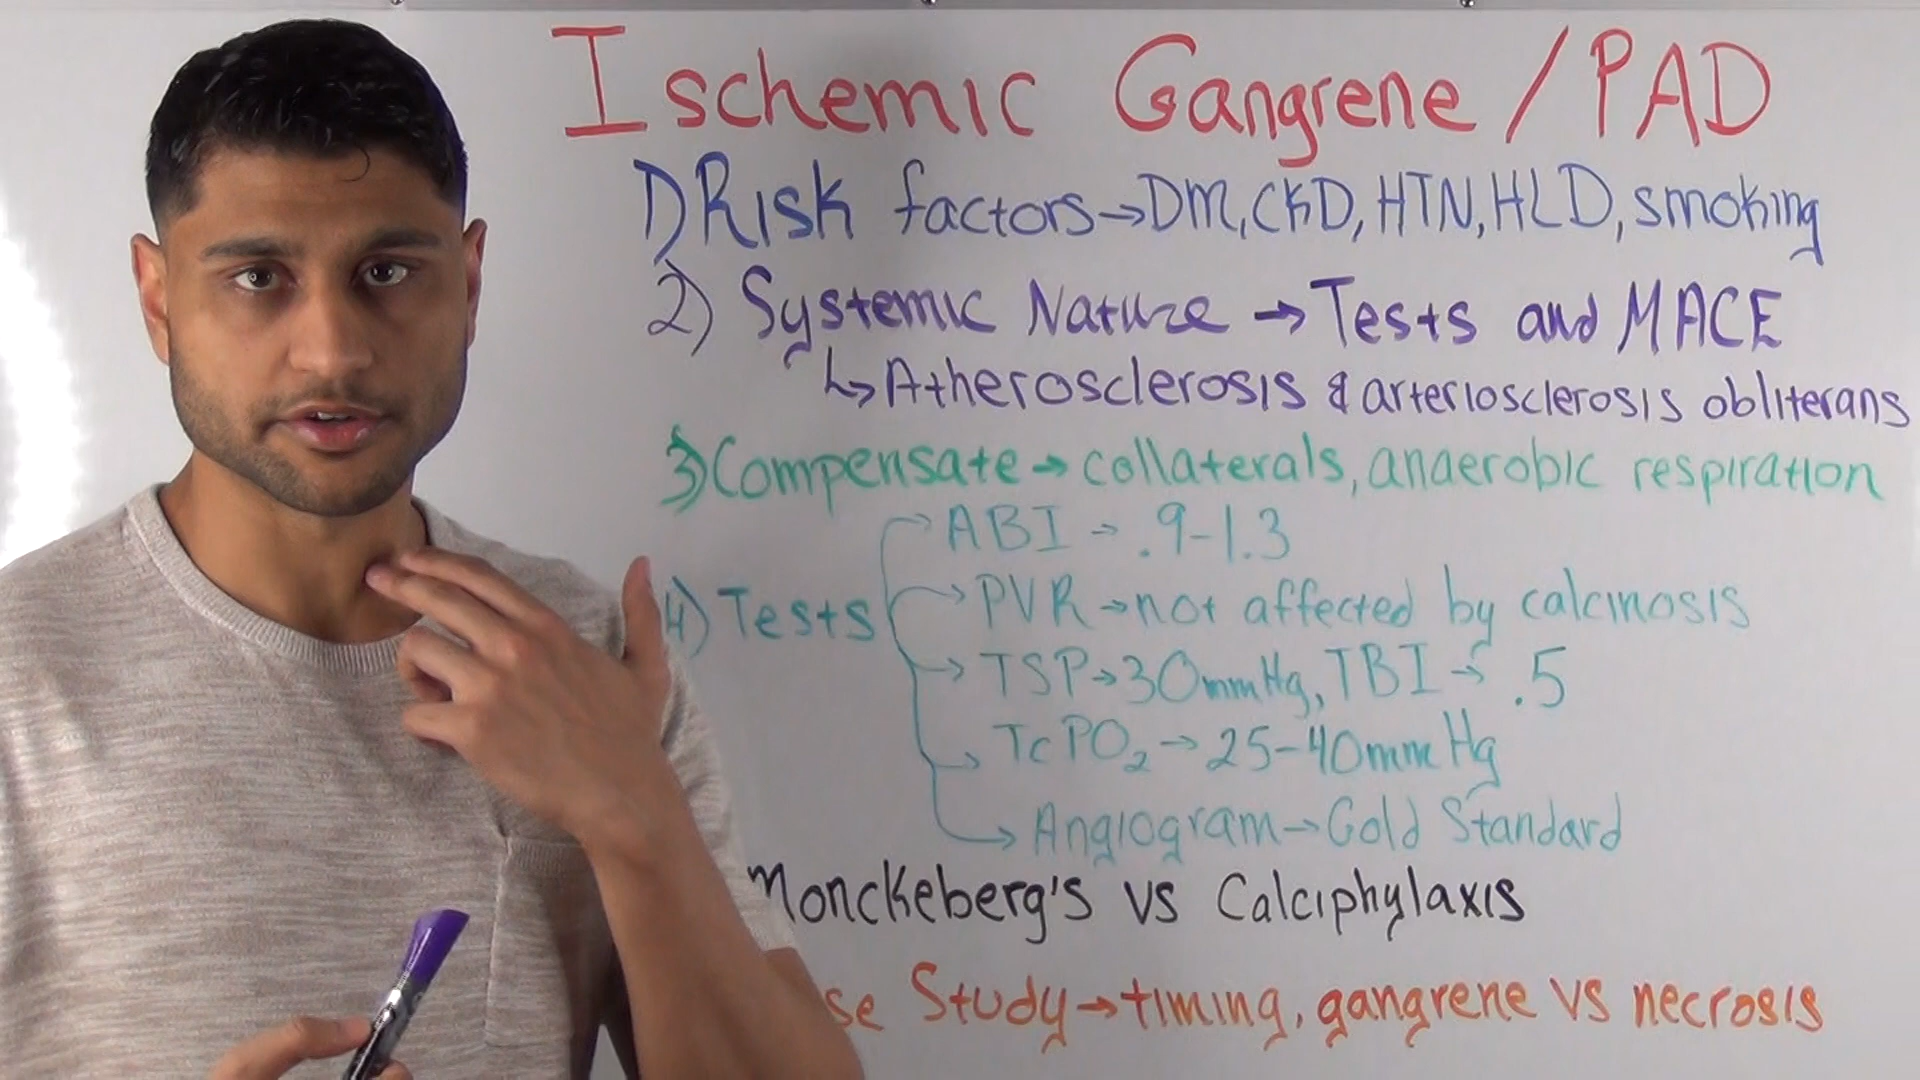 Ischemic Gangrene / PAD
1) Risk factors → DM, CKD, HTN, HLD, smoking
2) Systemic Nature → Tests and MACE
↳ Atherosclerosis & arteriosclerosis obliterans
3) Compensate → collaterals, anaerobic respiration
ABI → .9-1.3
4) Tests
PVR → not affected by calcinosis
TSP → 30mmHg, TBI → .5
TcPO₂ → 25-40mmHg
Angiogram → Gold Standard
Monckeberg's vs Calciphylaxis
se Study → timing, gangrene vs necrosis